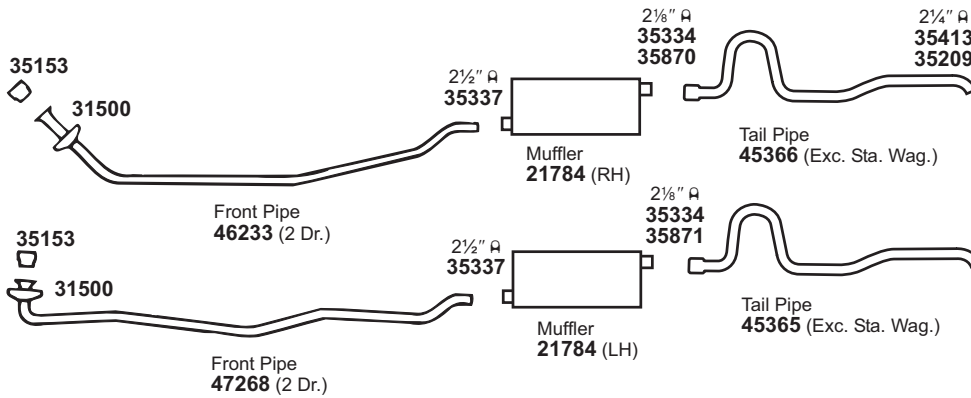 35153
31500
Front Pipe
46233 (2 Dr.)
2½″
35337
Muffler
21784 (RH)
2⅛″
35334
35870
Tail Pipe
45366 (Exc. Sta. Wag.)
2¼″
35413
35209
35153
31500
Front Pipe
47268 (2 Dr.)
2½″
35337
Muffler
21784 (LH)
2⅛″
35334
35871
Tail Pipe
45365 (Exc. Sta. Wag.)